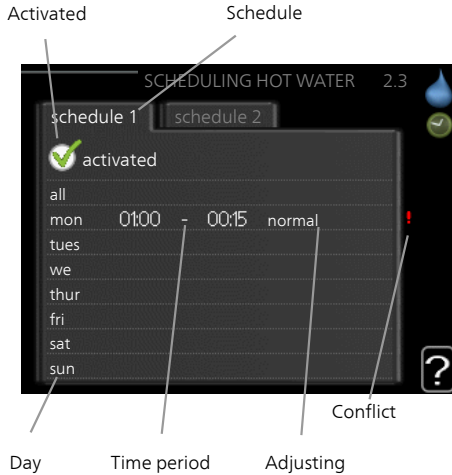 Activated Schedule
SCHEDULING HOT WATER 2.3
schedule 1 schedule 2
activated
all
mon 01:00 - 00:15 normal !
tues
we
thur
fri
sat
sun
?
Conflict
Day Time period Adjusting